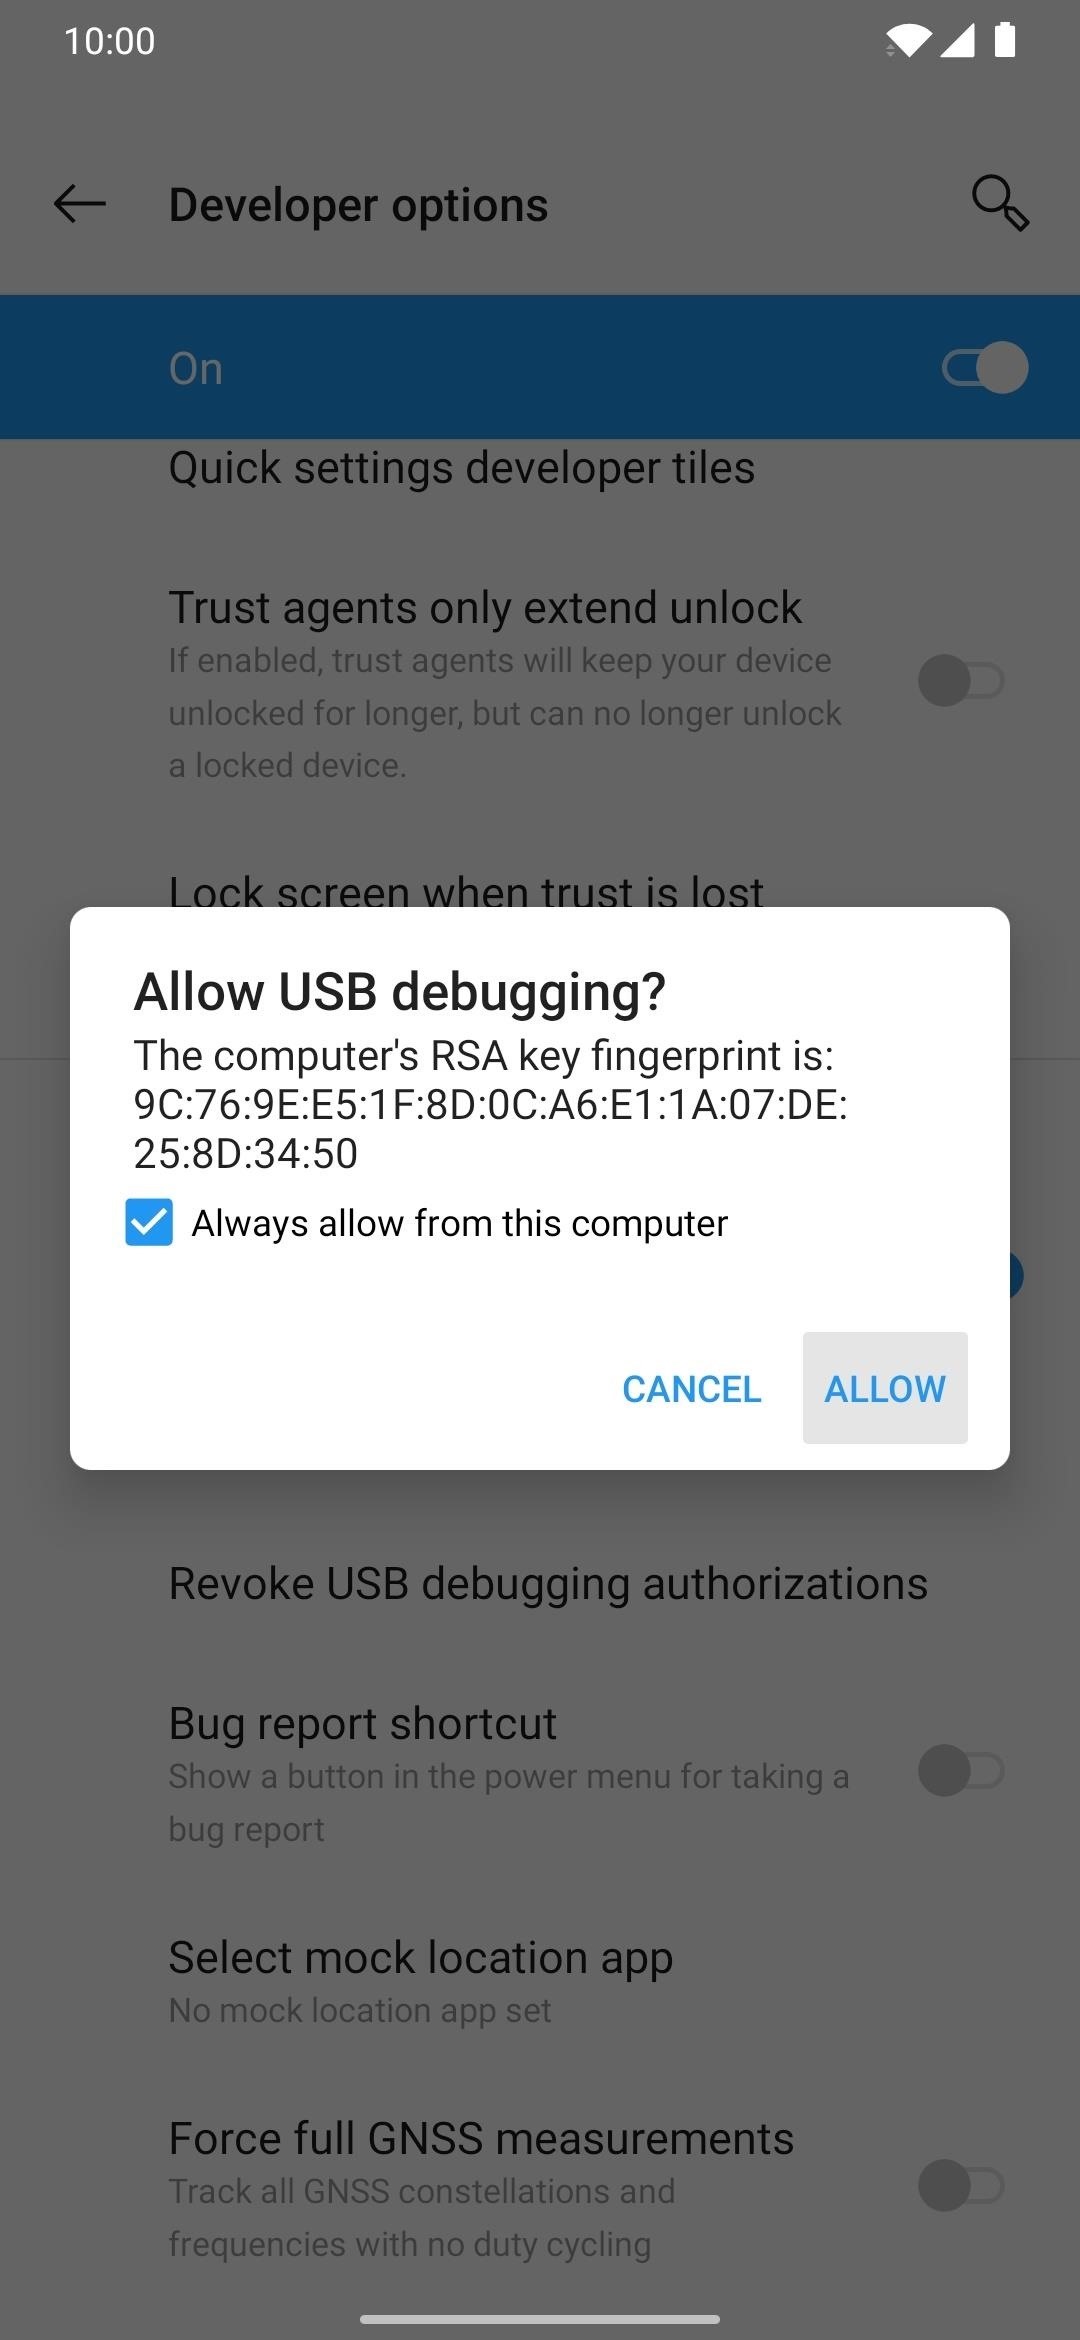 10:00
Developer options
On
Quick settings developer tiles
Trust agents only extend unlock
If enabled, trust agents will keep your device
unlocked for longer, but can no longer unlock
a locked device.
Lock screen when trust is lost
Allow USB debugging?
The computer's RSA key fingerprint is:
9C:76:9E:E5:1F:8D:0C:A6:E1:1A:07:DE:
25:8D:34:50
Always allow from this computer
CANCEL ALLOW
Revoke USB debugging authorizations
Bug report shortcut
Show a button in the power menu for taking a
bug report
Select mock location app
No mock location app set
Force full GNSS measurements
Track all GNSS constellations and
frequencies with no duty cycling